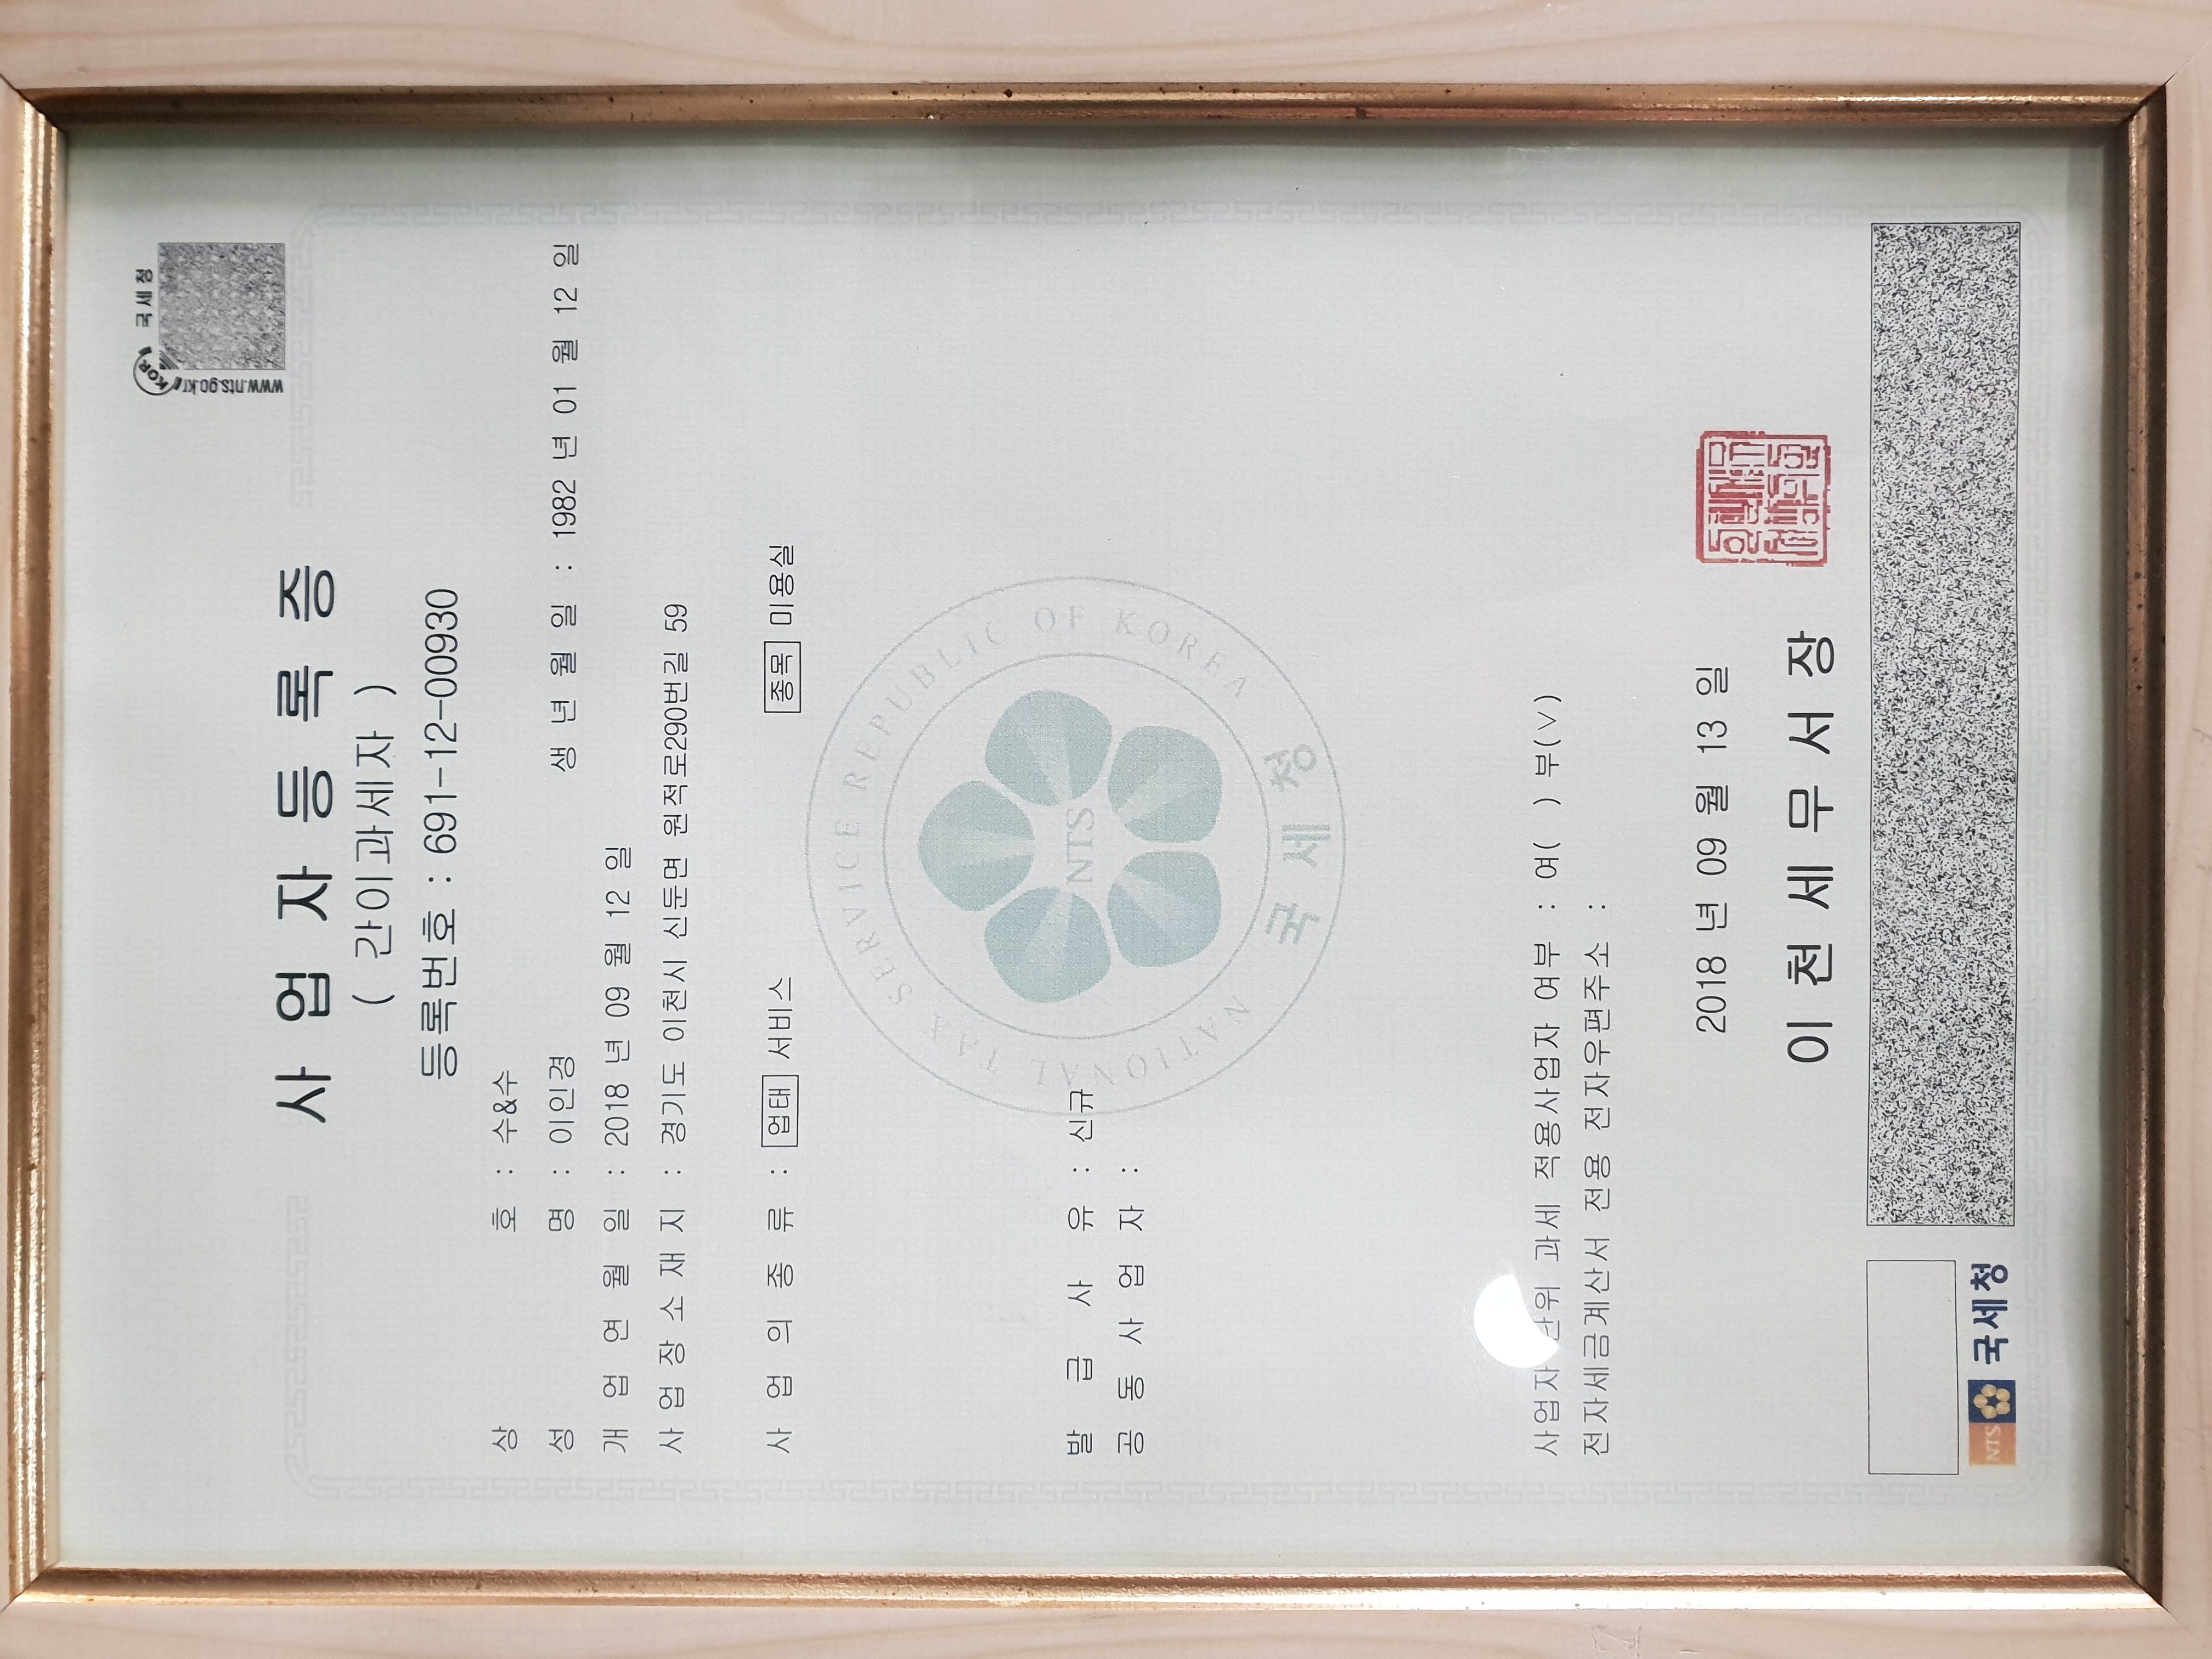 국세청
KOR
www.nts.go.kr
사업자등록증
( 간이과세자 )
등록번호 : 691-12-00930
상 호 : 수&수
성 명 : 이인경 생 년 월 일 : 1982 년 01 월 12 일
개 업 연 월 일 : 2018 년 09 월 12 일
사 업 장 소 재 지 : 경기도 이천시 신둔면 원적로290번길 59
사 업 의 종 류 : 업태 서비스 종목 미용실
NATIONAL TAX SERVICE REPUBLIC OF KOREA
NTS
국세청
발 급 사 유 : 신규
공 동 사 업 자 :
사업자 단위 과세 적용사업자 여부 : 여( ) 부(∨)
전자세금계산서 전용 전자우편주소 :
2018 년 09 월 13 일
이 천 세 무 서 장
NTS 국세청